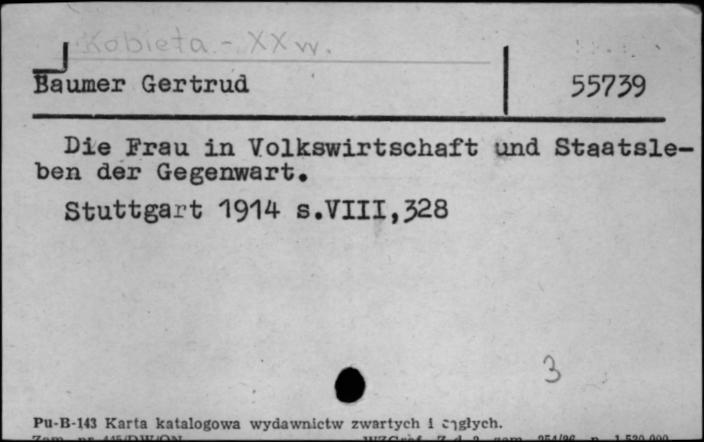 Kobieta - XX w.
Baumer Gertrud 55739
Die Frau in Volkswirtschaft und Staatsle-
ben der Gegenwart.
Stuttgart 1914 s.VIII,328
3
Pu-B-143 Karta katalogowa wydawnictw zwartych i ciągłych.